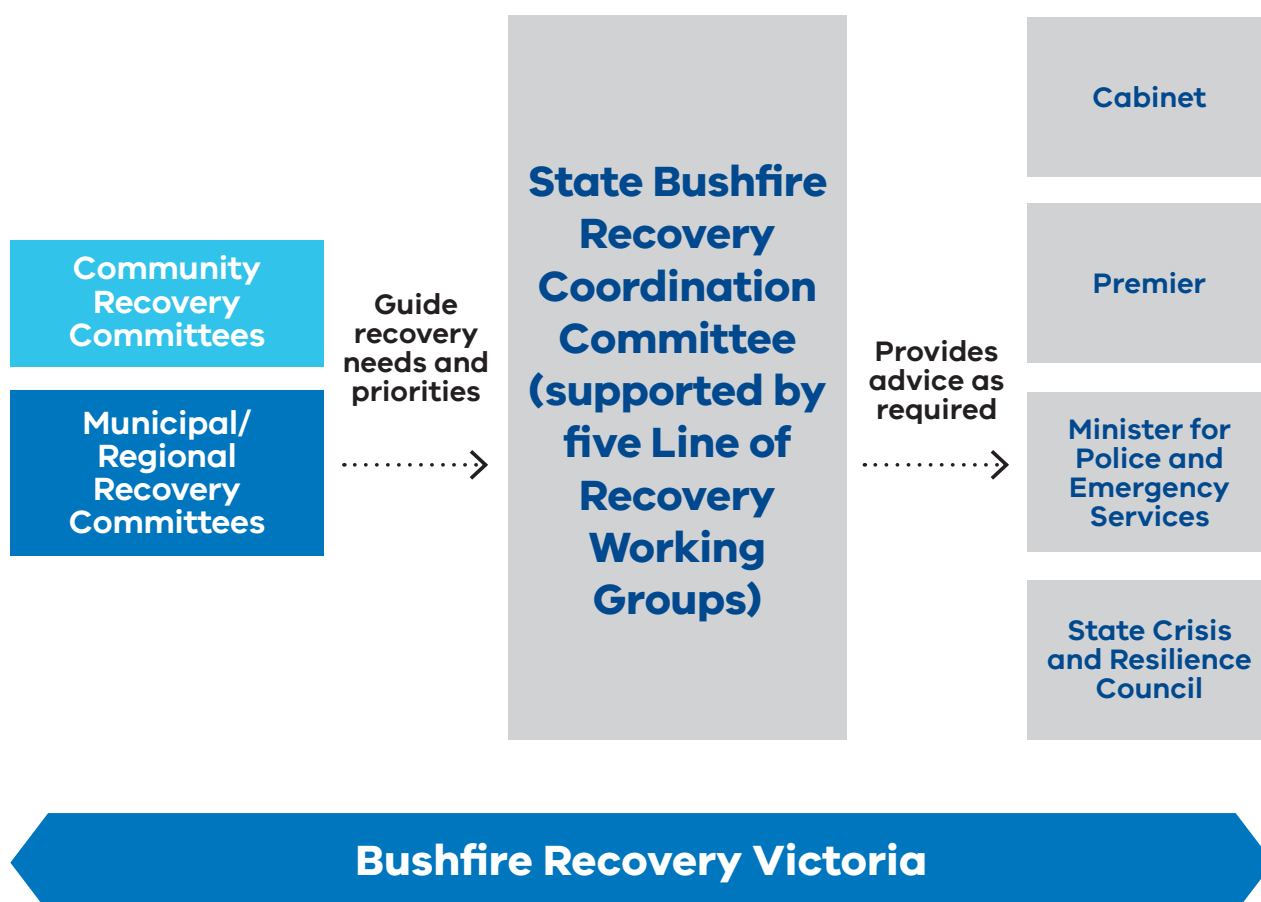 Community
Recovery
Committees
Municipal/
Regional
Recovery
Committees
Guide
recovery
needs and
priorities
State Bushfire
Recovery
Coordination
Committee
(supported by
five Line of
Recovery
Working
Groups)
Provides
advice as
required
Cabinet
Premier
Minister for
Police and
Emergency
Services
State Crisis
and Resilience
Council
Bushfire Recovery Victoria